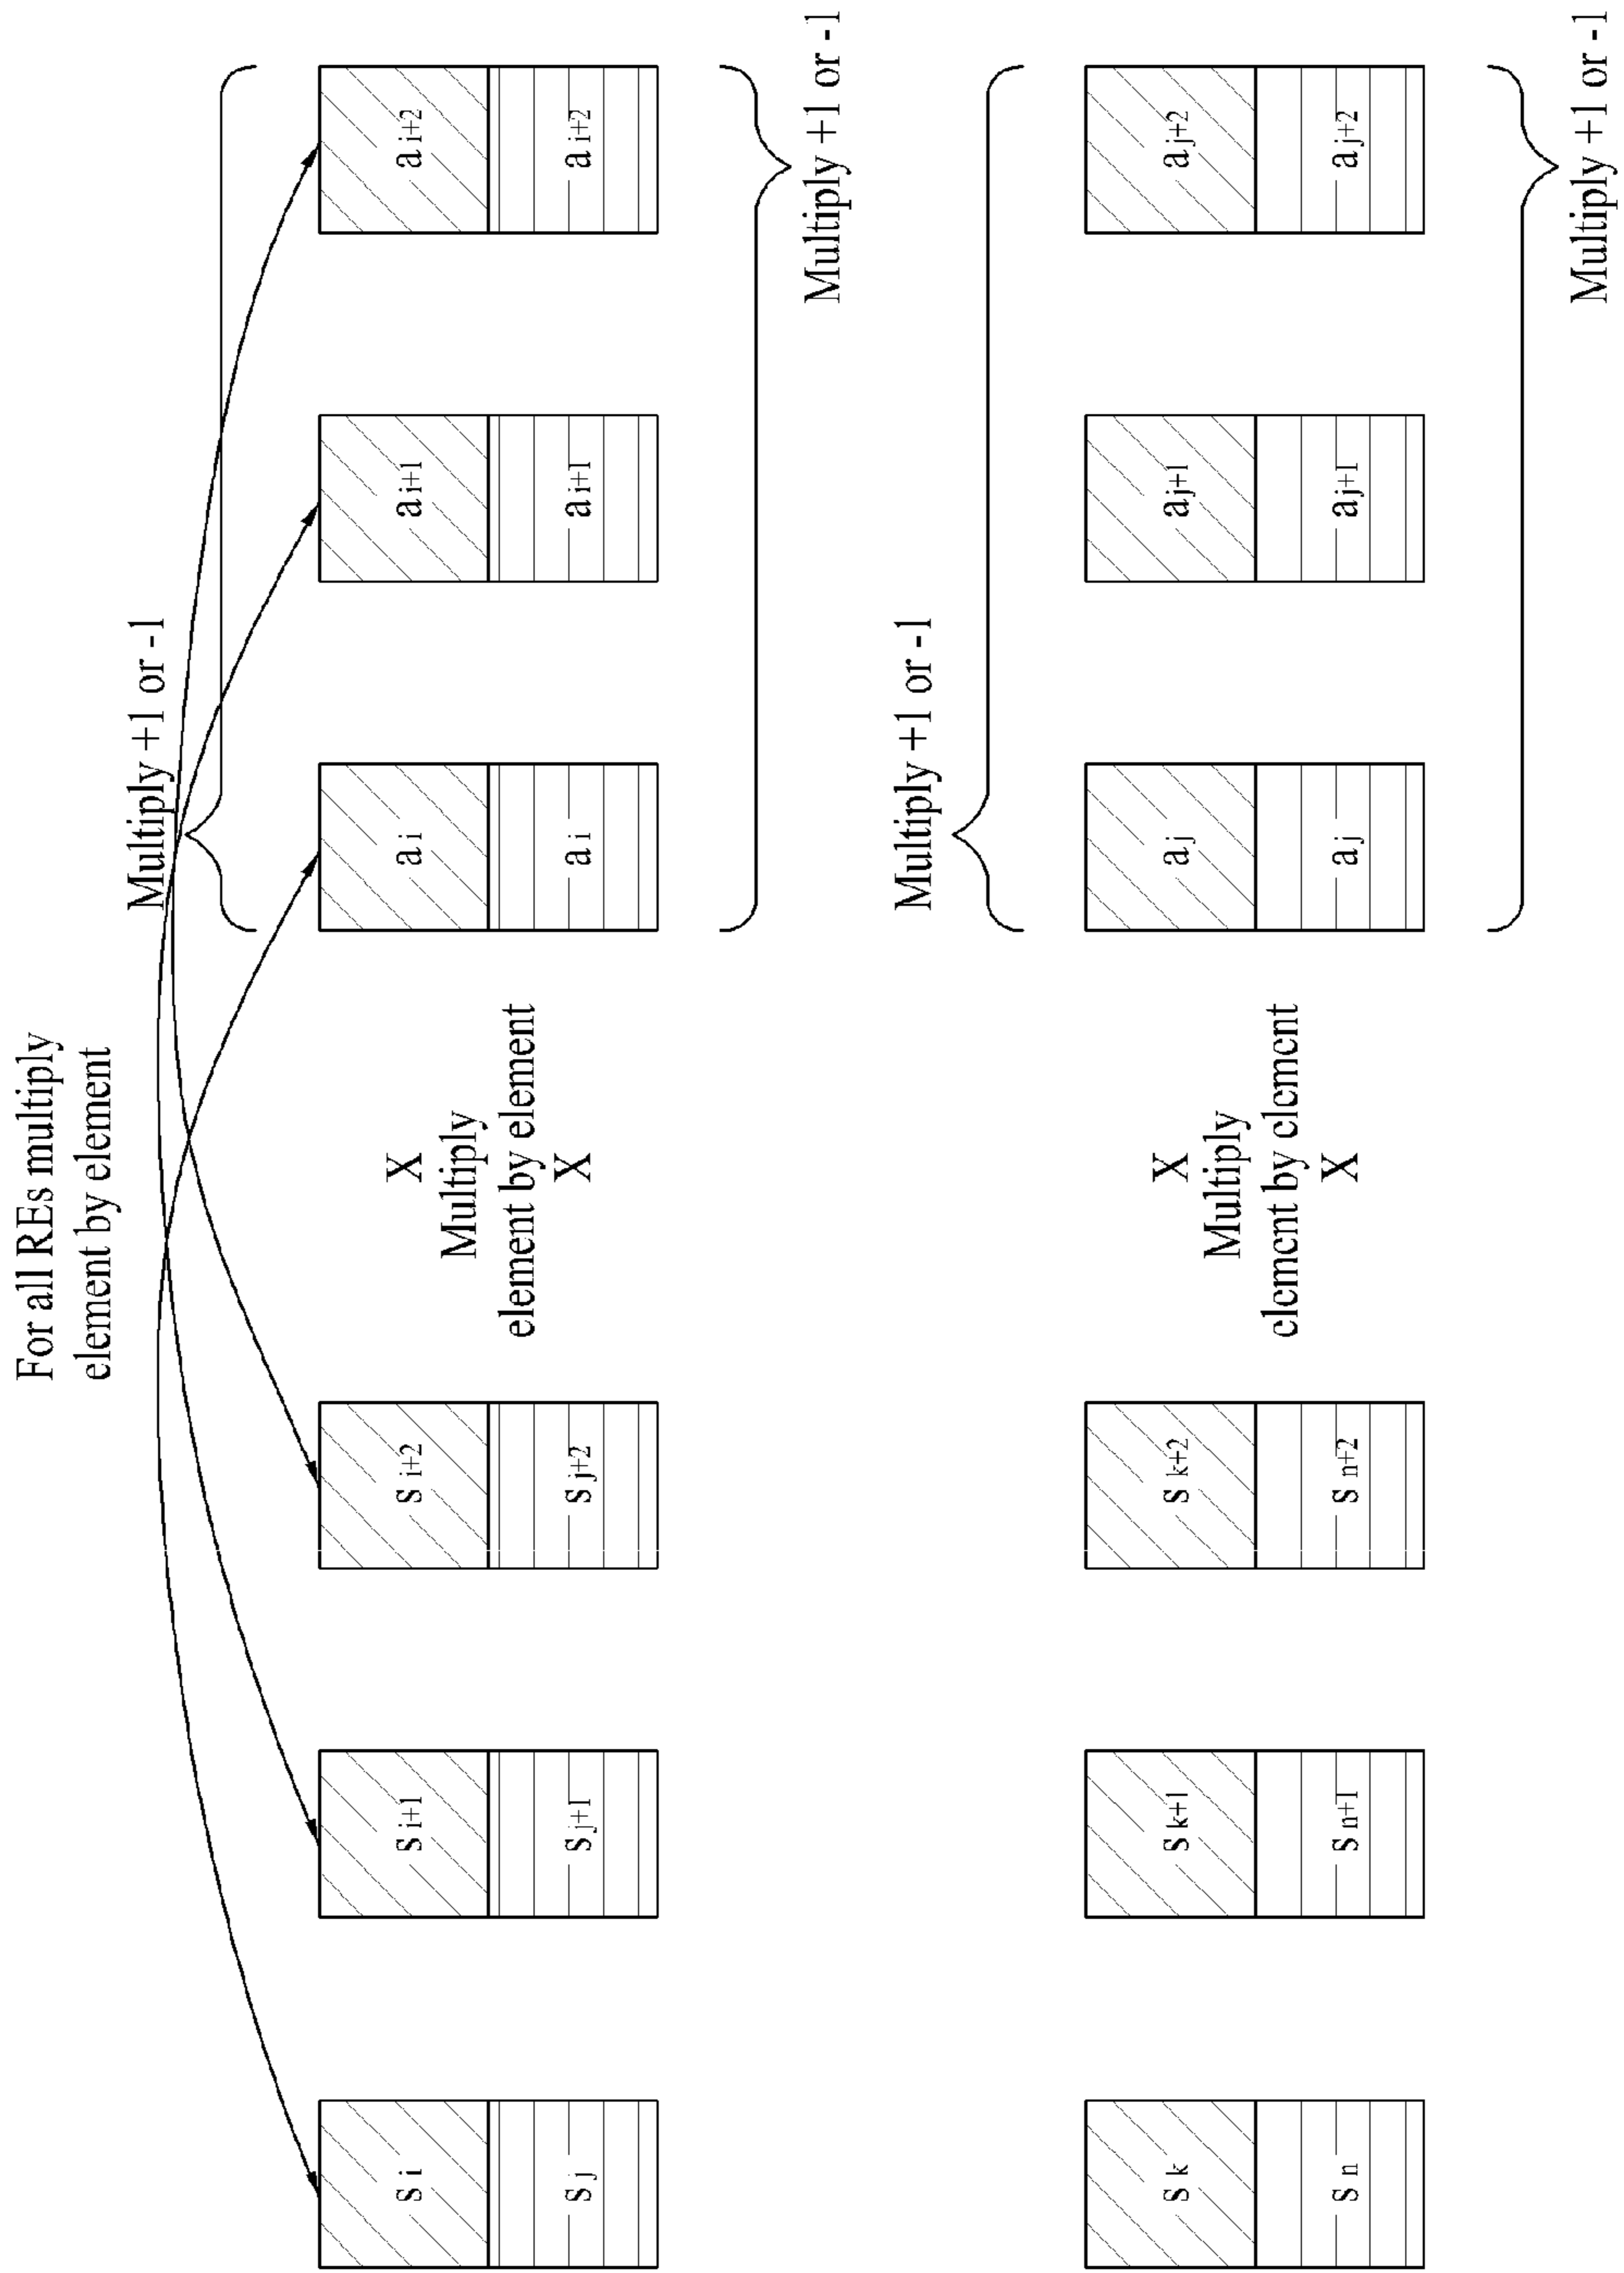 For all REs multiply
element by element
Multiply +1 or -1
s i s i+1 s i+2 X a i a i+1 a i+2
Multiply
element by element
s j s j+1 s j+2 X a i a i+1 a i+2
Multiply +1 or -1
Multiply +1 or -1
s k s k+1 s k+2 X a j a j+1 a j+2
Multiply
element by element
s n s n+1 s n+2 X a j a j+1 a j+2
Multiply +1 or -1